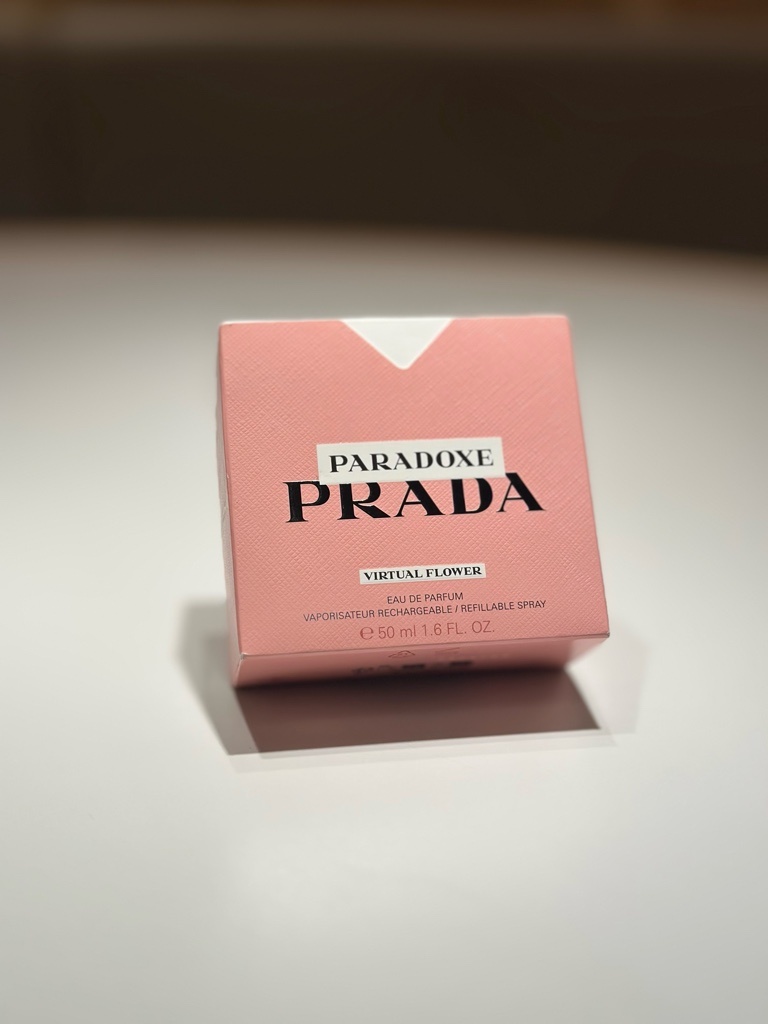 PARADOXE
PRADA
VIRTUAL FLOWER
EAU DE PARFUM
VAPORISATEUR RECHARGEABLE / REFILLABLE SPRAY
℮ 50 ml 1.6 FL. OZ.